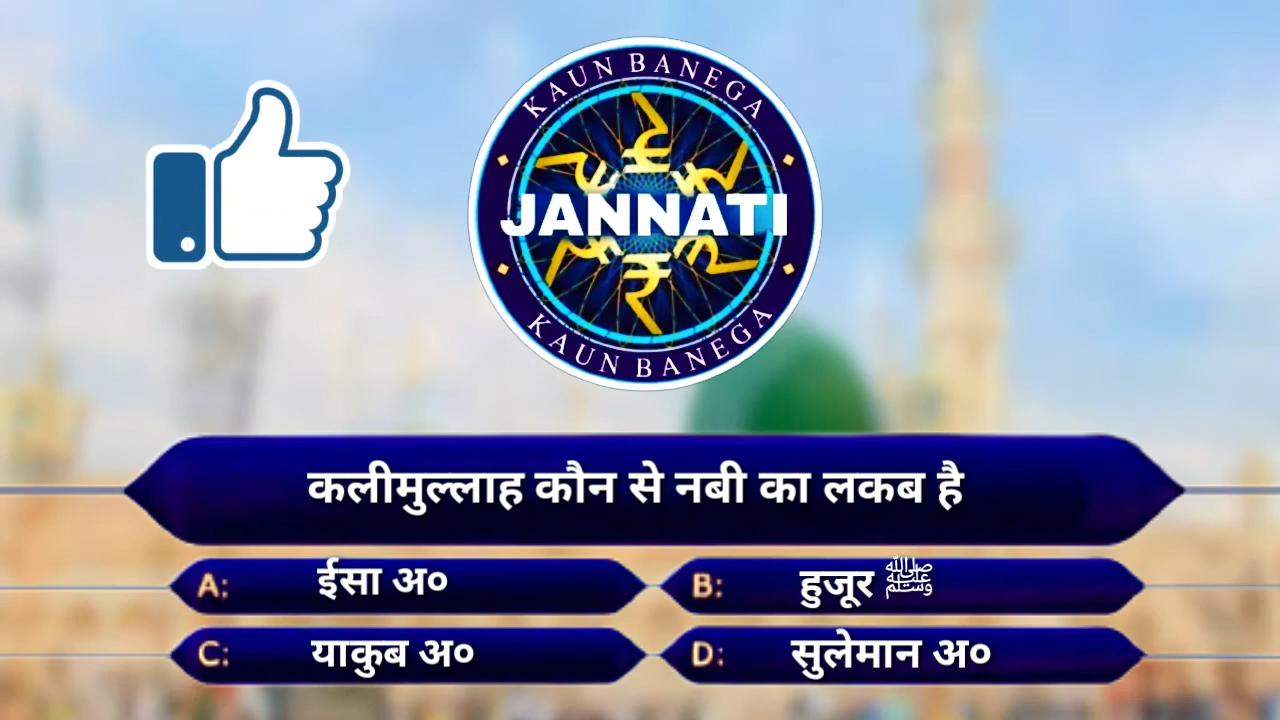 KAUN BANEGA
JANNATI
KAUN BANEGA
कलीमुल्लाह कौन से नबी का लकब है
A: ईसा अ०
B: हुजूर ﷺ
C: याकुब अ०
D: सुलेमान अ०